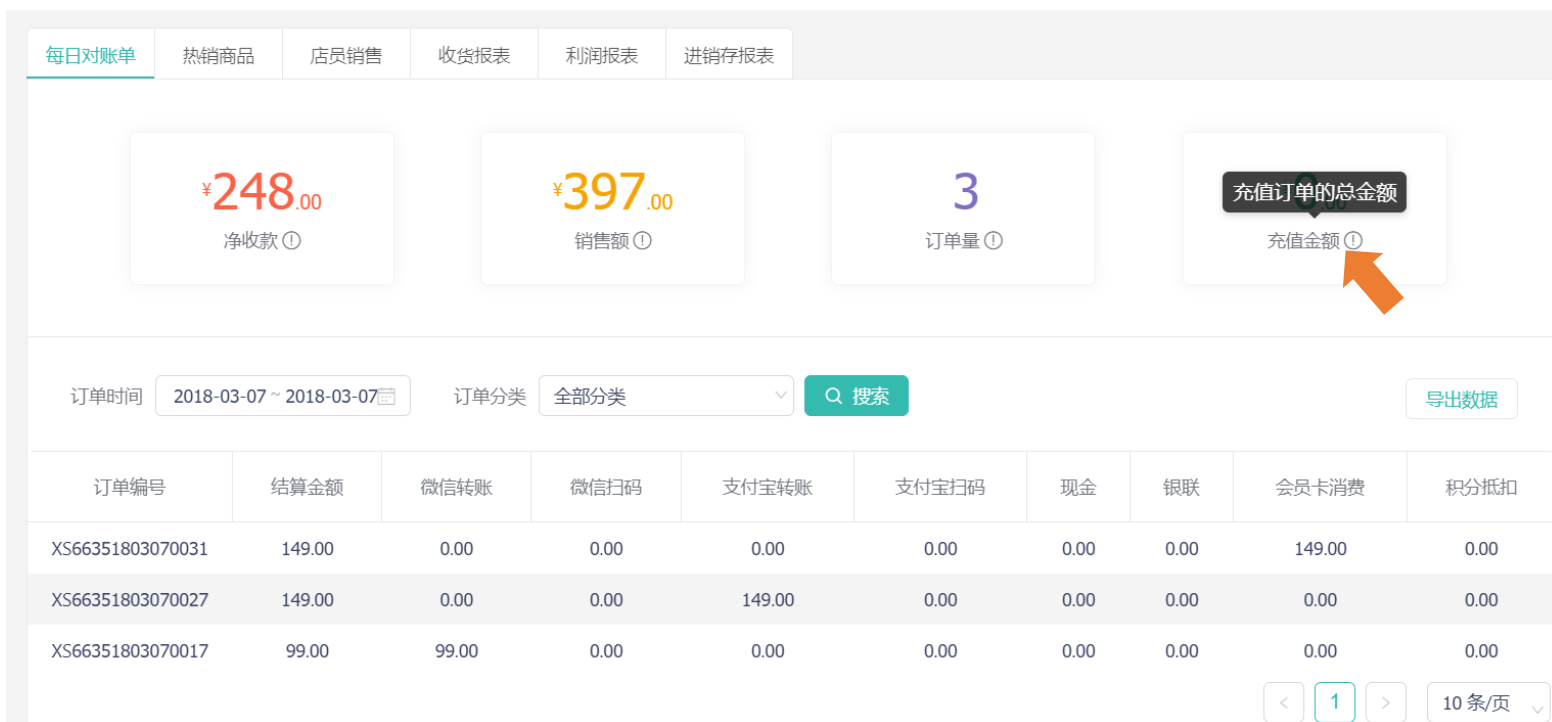 每日对账单 热销商品 店员销售 收货报表 利润报表 进销存报表
¥248.00 ¥397.00 3 充值订单的总金额
净收款 销售额 订单量 充值金额
订单时间 2018-03-07 ~ 2018-03-07 订单分类 全部分类 搜索 导出数据
订单编号 结算金额 微信转账 微信扫码 支付宝转账 支付宝扫码 现金 银联 会员卡消费 积分抵扣
XS66351803070031 149.00 0.00 0.00 0.00 0.00 0.00 0.00 149.00 0.00
XS66351803070027 149.00 0.00 0.00 149.00 0.00 0.00 0.00 0.00 0.00
XS66351803070017 99.00 99.00 0.00 0.00 0.00 0.00 0.00 0.00 0.00
< 1 > 10 条/页